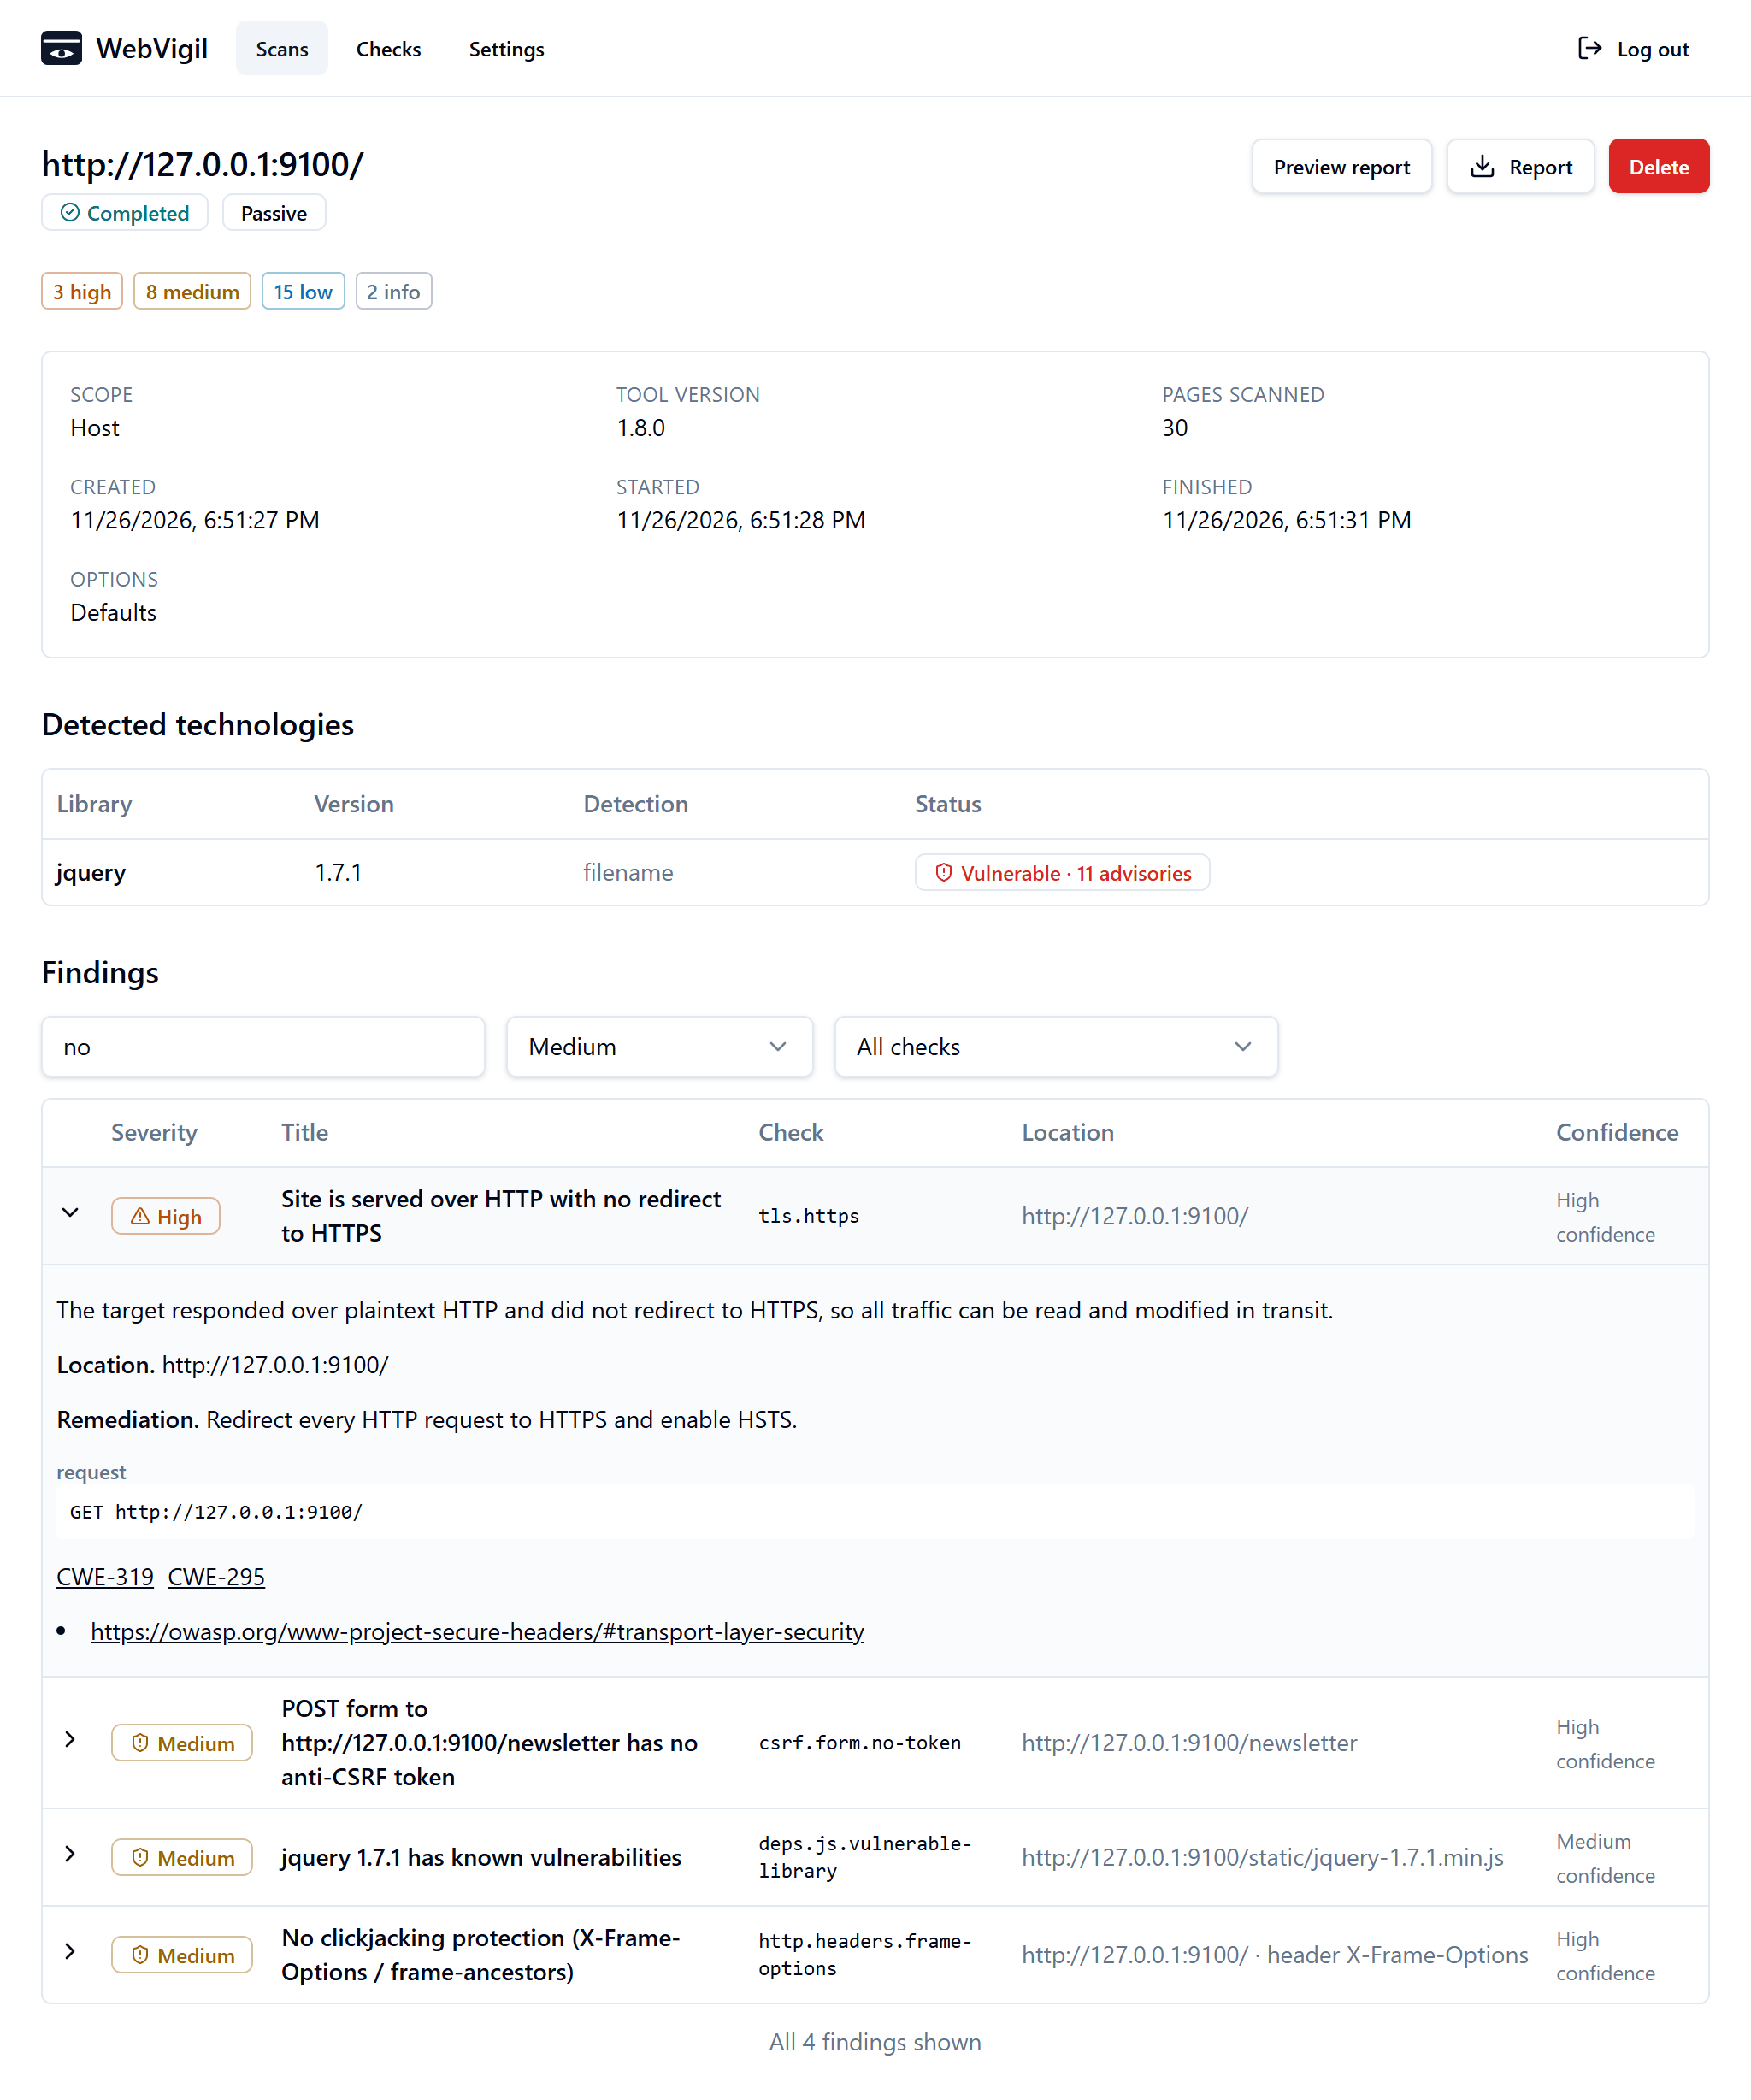 WebVigil Scans Checks Settings Log out
http://127.0.0.1:9100/
Preview report Report Delete
Completed Passive
3 high 8 medium 15 low 2 info
SCOPE TOOL VERSION PAGES SCANNED
Host 1.8.0 30
CREATED STARTED FINISHED
11/26/2026, 6:51:27 PM 11/26/2026, 6:51:28 PM 11/26/2026, 6:51:31 PM
OPTIONS
Defaults
Detected technologies
Library Version Detection Status
jquery 1.7.1 filename Vulnerable · 11 advisories
Findings
no Medium All checks
Severity Title Check Location Confidence
High Site is served over HTTP with no redirect
to HTTPS tls.https http://127.0.0.1:9100/ High
confidence
The target responded over plaintext HTTP and did not redirect to HTTPS, so all traffic can be read and modified in transit.
Location. http://127.0.0.1:9100/
Remediation. Redirect every HTTP request to HTTPS and enable HSTS.
request
GET http://127.0.0.1:9100/
CWE-319 CWE-295
• https://owasp.org/www-project-secure-headers/#transport-layer-security
Medium POST form to
http://127.0.0.1:9100/newsletter has no
anti-CSRF token csrf.form.no-token http://127.0.0.1:9100/newsletter High
confidence
Medium jquery 1.7.1 has known vulnerabilities deps.js.vulnerable-
library http://127.0.0.1:9100/static/jquery-1.7.1.min.js Medium
confidence
Medium No clickjacking protection (X-Frame-
Options / frame-ancestors) http.headers.frame-
options http://127.0.0.1:9100/ · header X-Frame-Options High
confidence
All 4 findings shown